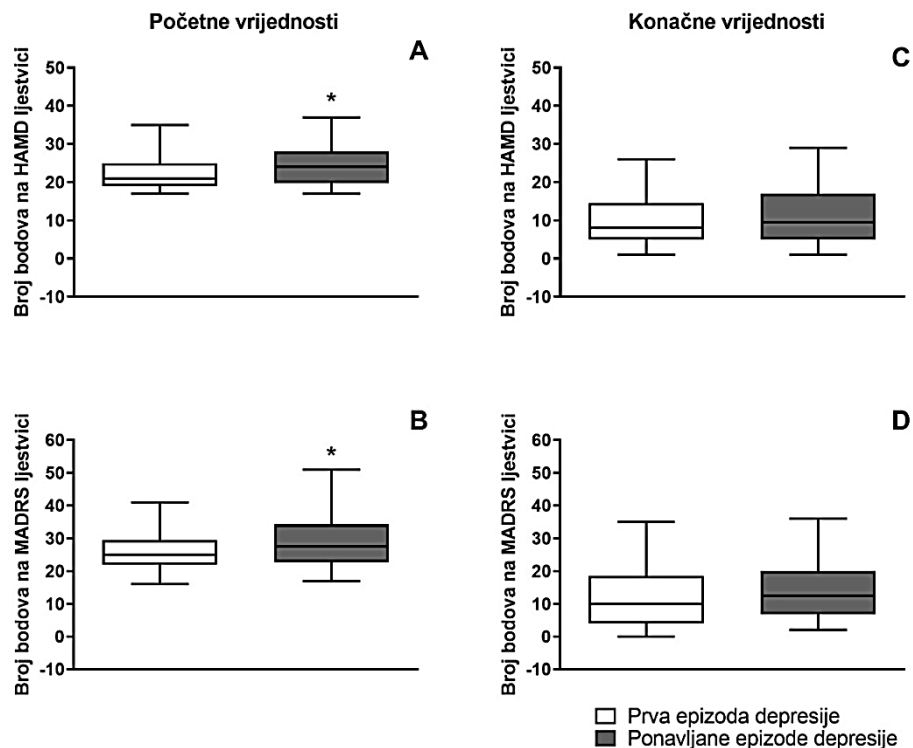 Početne vrijednosti
Konačne vrijednosti
A
Broj bodova na HAMD ljestvici
50
40
30
20
10
0
-10
*
C
Broj bodova na HAMD ljestvici
50
40
30
20
10
0
-10
B
Broj bodova na MADRS ljestvici
60
50
40
30
20
10
0
-10
*
D
Broj bodova na MADRS ljestvici
60
50
40
30
20
10
0
-10
Prva epizoda depresije
Ponavljane epizode depresije